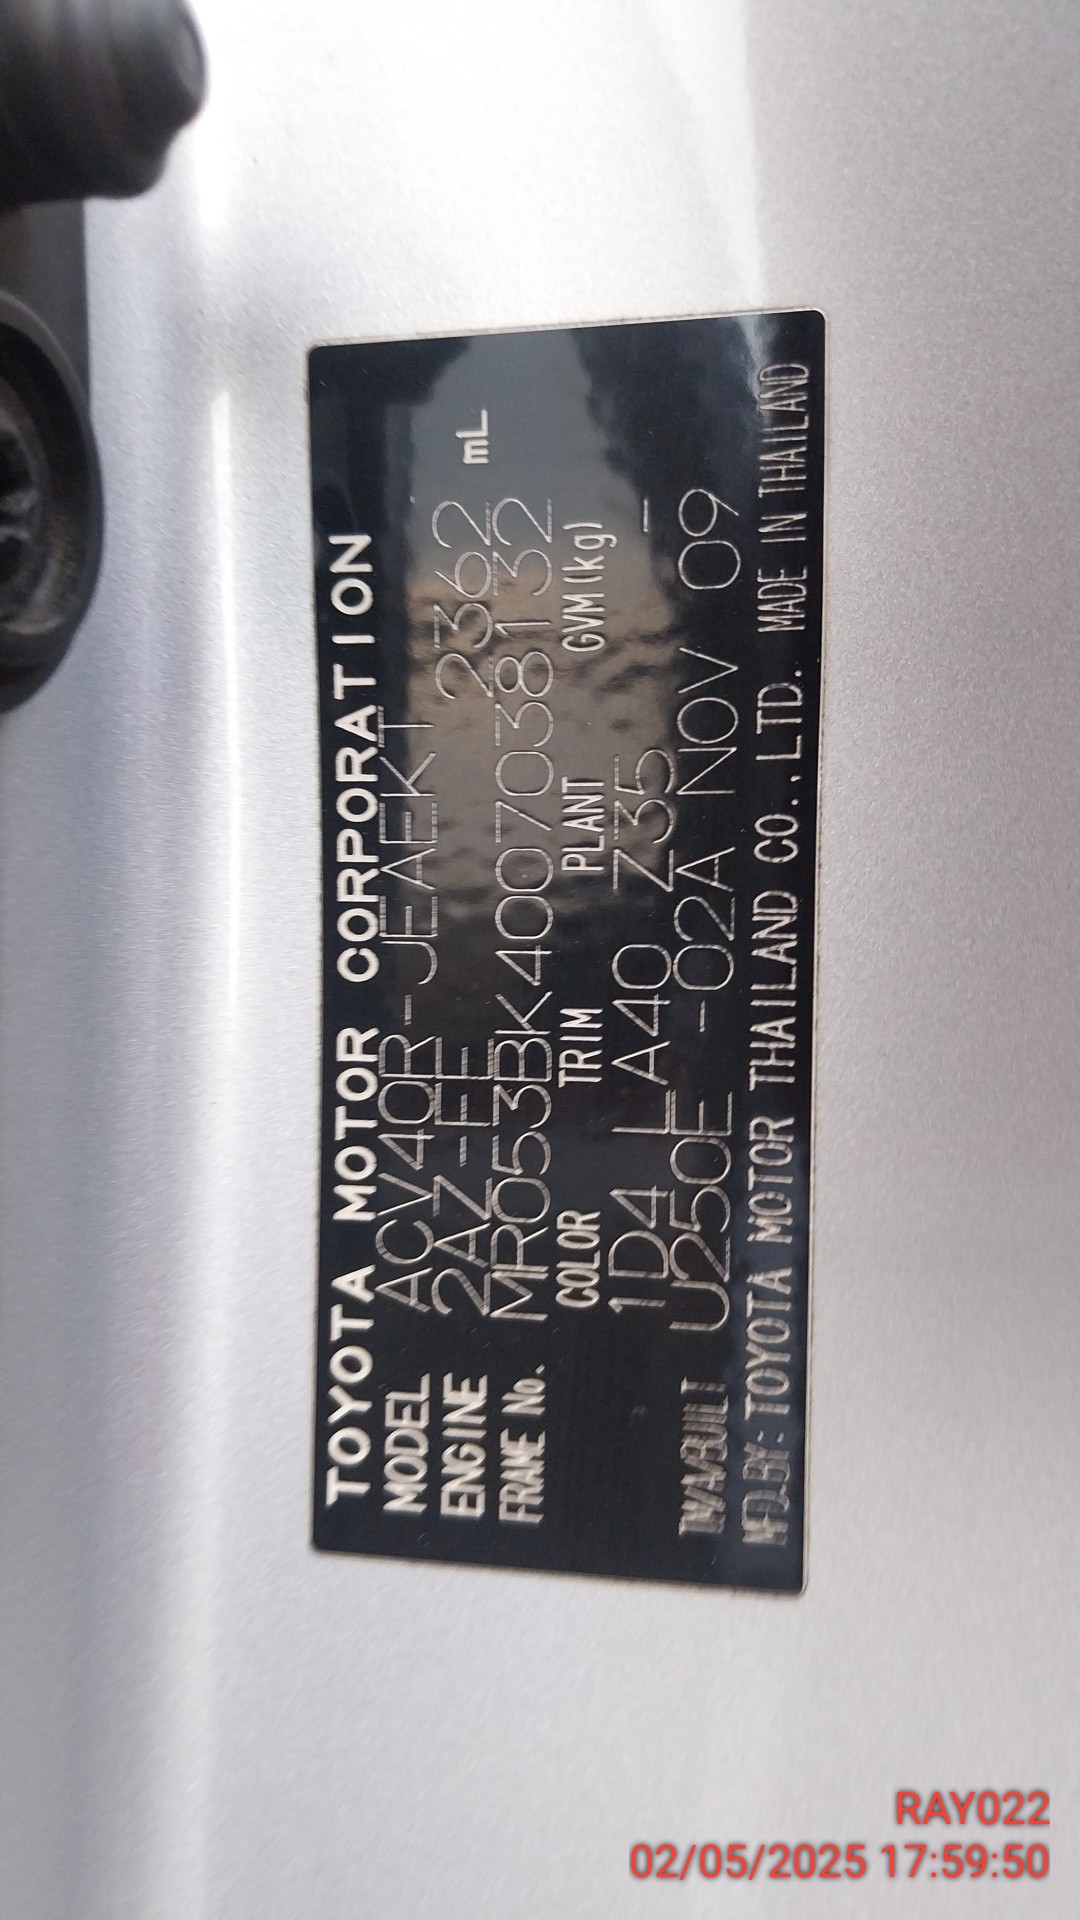 TOYOTA MOTOR CORPORATION
MODEL ACV40R-JEAEKT
ENGINE 2AZ-FE 2362 mL
FRAME No. MR053BK4007038132
COLOR TRIM PLANT GVM(kg)
1D4 LA40 Z35 -
TM/A/BUILT U250E -02A NOV 09
MFD.BY: TOYOTA MOTOR THAILAND CO.,LTD. MADE IN THAILAND
RAY022
02/05/2025 17:59:50